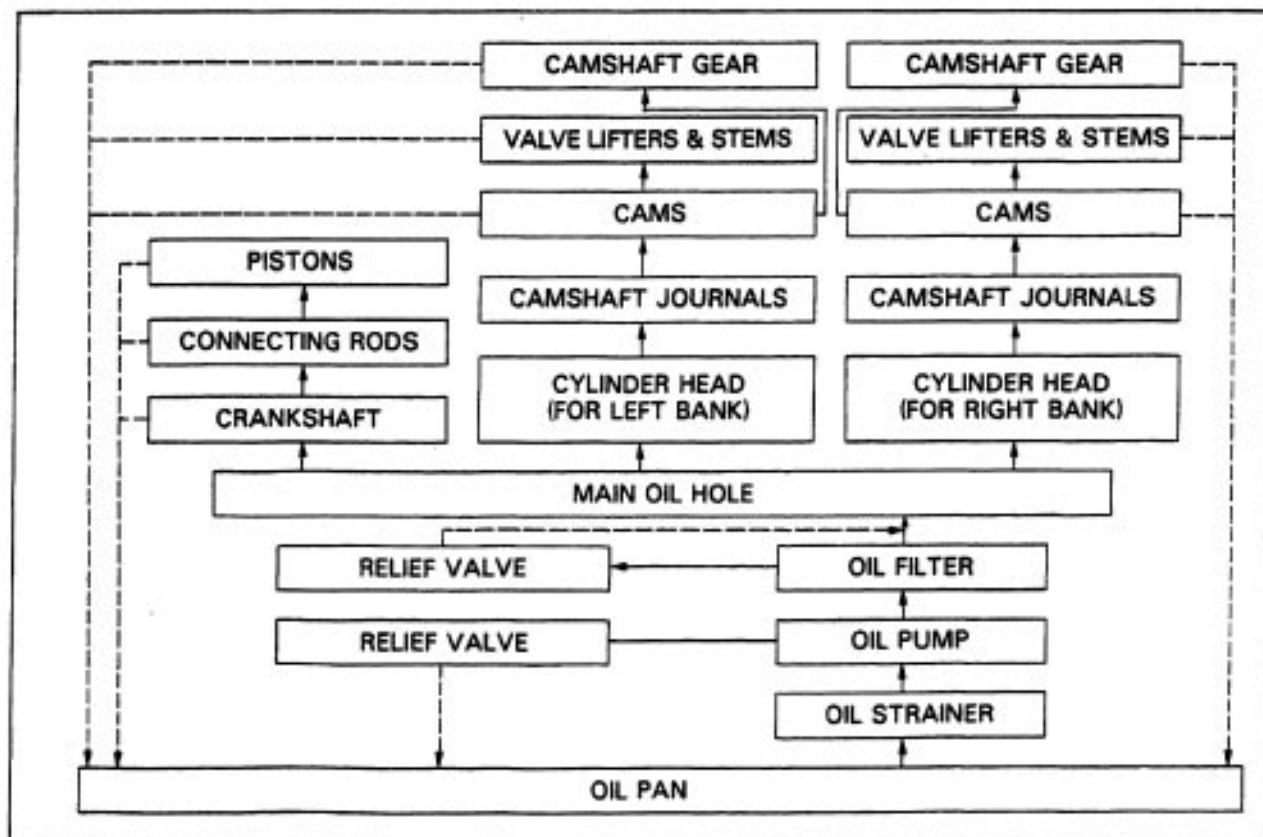 CAMSHAFT GEAR
CAMSHAFT GEAR
VALVE LIFTERS & STEMS
VALVE LIFTERS & STEMS
CAMS
CAMS
PISTONS
CAMSHAFT JOURNALS
CAMSHAFT JOURNALS
CONNECTING RODS
CYLINDER HEAD
(FOR LEFT BANK)
CYLINDER HEAD
(FOR RIGHT BANK)
CRANKSHAFT
MAIN OIL HOLE
RELIEF VALVE
OIL FILTER
RELIEF VALVE
OIL PUMP
OIL STRAINER
OIL PAN